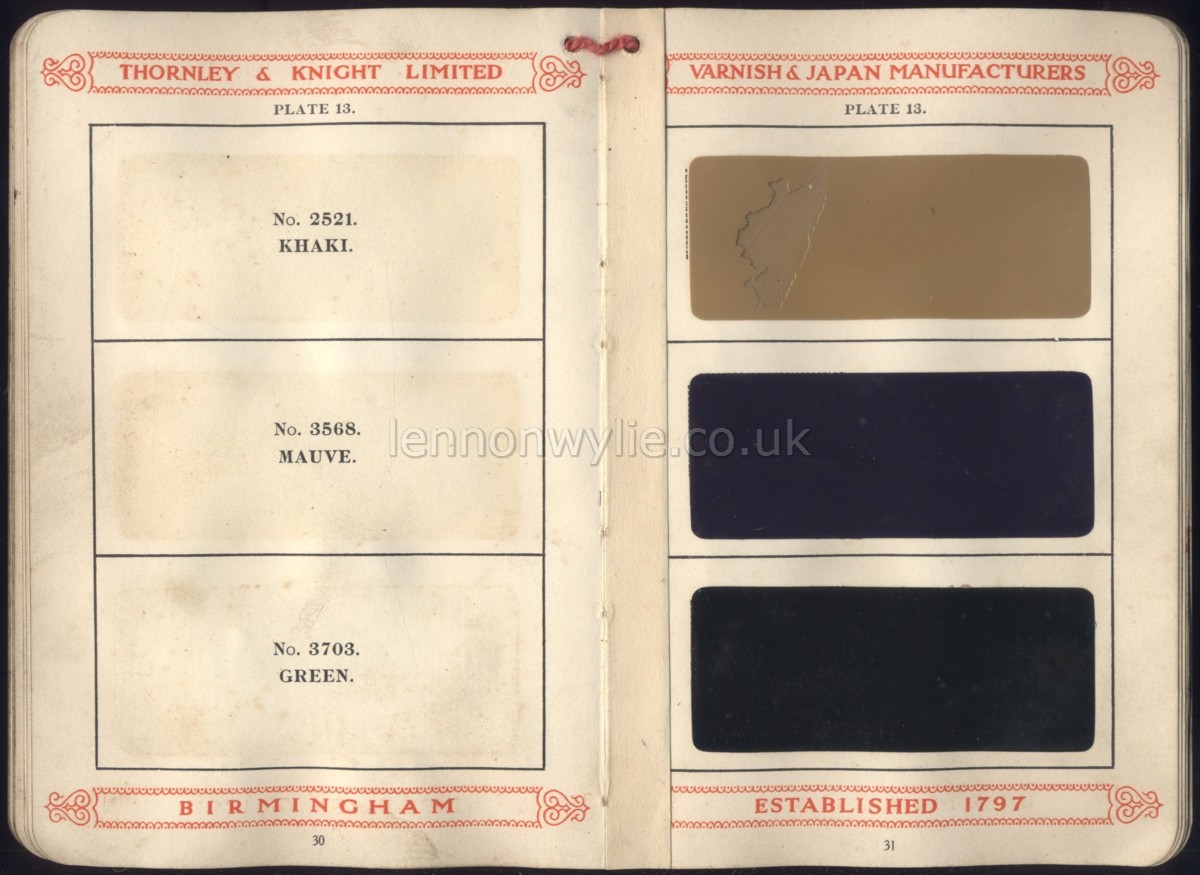 THORNLEY & KNIGHT LIMITED
PLATE 13.
No. 2521.
KHAKI.
No. 3568.
MAUVE.
No. 3703.
GREEN.
BIRMINGHAM
30
VARNISH & JAPAN MANUFACTURERS
PLATE 13.
ESTABLISHED 1797
31
lennonwylie.co.uk